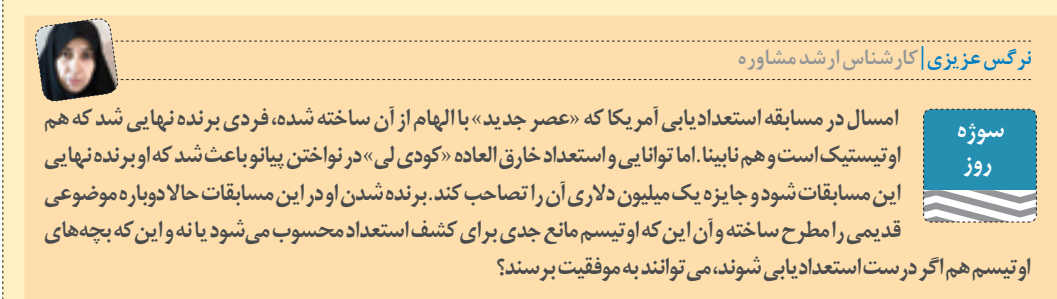 نرگس عزیزی | کارشناس ارشد مشاوره
سوژه
روز
امسال در مسابقه استعدادیابی آمریکا که «عصر جدید» با الهام از آن ساخته شده، فردی برنده نهایی شد که هم
اوتیستیک است و هم نابینا. اما توانایی و استعداد خارق العاده «کودی لی» در نواختن پیانو باعث شد که او برنده نهایی
این مسابقات شود و جایزه یک میلیون دلاری آن را تصاحب کند. برنده شدن او در این مسابقات حالا دوباره موضوعی
قدیمی را مطرح ساخته و آن این که اوتیسم مانع جدی برای کشف استعداد محسوب می‌شود یا نه و این که بچه‌های
اوتیسم هم اگر درست استعدادیابی شوند، می‌توانند به موفقیت برسند؟